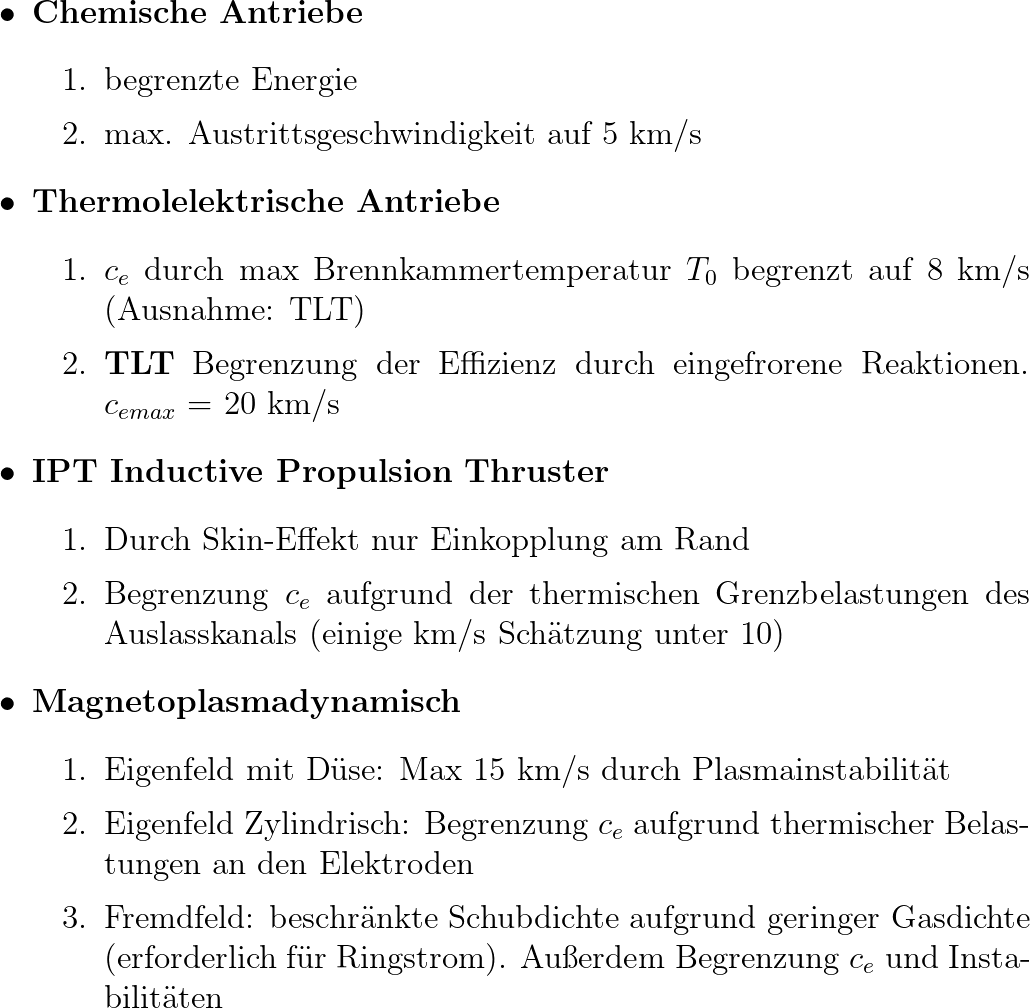 • Chemische Antriebe
1. begrenzte Energie
2. max. Austrittsgeschwindigkeit auf 5 km/s
• Thermolelektrische Antriebe
1. c_e durch max Brennkammertemperatur T_0 begrenzt auf 8 km/s
(Ausnahme: TLT)
2. TLT Begrenzung der Effizienz durch eingefrorene Reaktionen.
c_{emax} = 20 km/s
• IPT Inductive Propulsion Thruster
1. Durch Skin-Effekt nur Einkopplung am Rand
2. Begrenzung c_e aufgrund der thermischen Grenzbelastungen des
Auslasskanals (einige km/s Schätzung unter 10)
• Magnetoplasmadynamisch
1. Eigenfeld mit Düse: Max 15 km/s durch Plasmainstabilität
2. Eigenfeld Zylindrisch: Begrenzung c_e aufgrund thermischer Belas-
tungen an den Elektroden
3. Fremdfeld: beschränkte Schubdichte aufgrund geringer Gasdichte
(erforderlich für Ringstrom). Außerdem Begrenzung c_e und Insta-
bilitäten